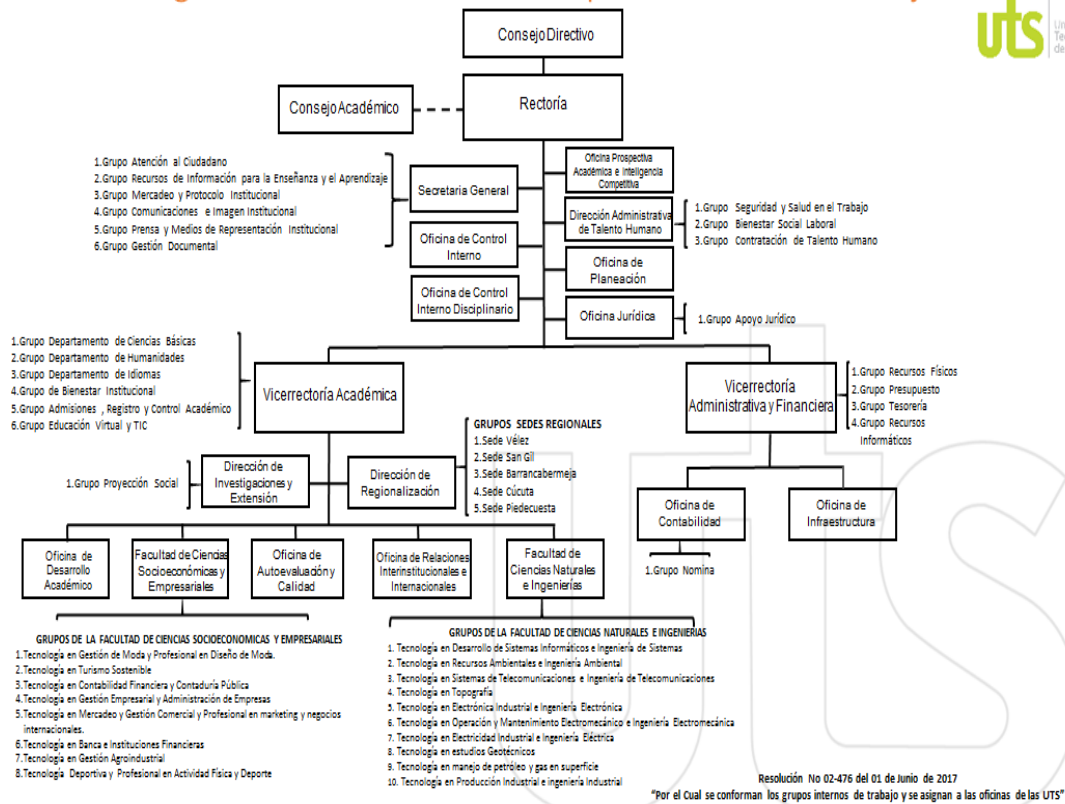 uts
Consejo Directivo
Consejo Académico
Rectoría
1.Grupo Atención al Ciudadano
2.Grupo Recursos de Información para la Enseñanza y el Aprendizaje
3.Grupo Mercadeo y Protocolo Institucional
4.Grupo Comunicaciones e Imagen Institucional
5.Grupo Prensa y Medios de Representación Institucional
6.Grupo Gestión Documental
Secretaria General
Oficina Prospectiva
Académica e Inteligencia
Competitiva
Dirección Administrativa
de Talento Humano
1.Grupo Seguridad y Salud en el Trabajo
2.Grupo Bienestar Social Laboral
3.Grupo Contratación de Talento Humano
Oficina de Control
Interno
Oficina de
Planeación
Oficina de Control
Interno Disciplinario
Oficina Jurídica
1.Grupo Apoyo Jurídico
1.Grupo Departamento de Ciencias Básicas
2.Grupo Departamento de Humanidades
3.Grupo Departamento de Idiomas
4.Grupo de Bienestar Institucional
5.Grupo Admisiones , Registro y Control Académico
6.Grupo Educación Virtual y TIC
Vicerrectoría Académica
Vicerrectoría
Administrativa y Financiera
1.Grupo Recursos Físicos
2.Grupo Presupuesto
3.Grupo Tesorería
4.Grupo Recursos
Informáticos
1.Grupo Proyección Social
Dirección de
Investigaciones y
Extensión
Dirección de
Regionalización
GRUPOS SEDES REGIONALES
1.Sede Vélez
2.Sede San Gil
3.Sede Barrancabermeja
4.Sede Cúcuta
5.Sede Piedecuesta
Oficina de
Contabilidad
Oficina de
Infraestructura
1.Grupo Nomina
Oficina de
Desarrollo
Académico
Facultad de Ciencias
Socioeconómicas y
Empresariales
Oficina de
Autoevaluación y
Calidad
Oficina de Relaciones
Interinstitucionales e
Internacionales
Facultad de
Ciencias Naturales
e Ingenierías
GRUPOS DE LA FACULTAD DE CIENCIAS SOCIOECONOMICAS Y EMPRESARIALES
1.Tecnología en Gestión de Moda y Profesional en Diseño de Moda.
2.Tecnología en Turismo Sostenible
3.Tecnología en Contabilidad Financiera y Contaduría Pública
4.Tecnología en Gestión Empresarial y Administración de Empresas
5.Tecnología en Mercadeo y Gestión Comercial y Profesional en marketing y negocios
internacionales.
6.Tecnología en Banca e Instituciones Financieras
7.Tecnología en Gestión Agroindustrial
8.Tecnología Deportiva y Profesional en Actividad Física y Deporte
GRUPOS DE LA FACULTAD DE CIENCIAS NATURALES E INGENIERIAS
1. Tecnología en Desarrollo de Sistemas Informáticos e Ingeniería de Sistemas
2. Tecnología en Recursos Ambientales e Ingeniería Ambiental
3. Tecnología en Sistemas de Telecomunicaciones e Ingeniería de Telecomunicaciones
4. Tecnología en Topografía
5. Tecnología en Electrónica Industrial e Ingeniería Electrónica
6. Tecnología en Operación y Mantenimiento Electromecánico e Ingeniería Electromecánica
7. Tecnología en Electricidad Industrial e Ingeniería Eléctrica
8. Tecnología en estudios Geotécnicos
9. Tecnología en manejo de petróleo y gas en superficie
10. Tecnología en Producción Industrial e ingeniería Industrial
Resolución No 02-476 del 01 de Junio de 2017
"Por el Cual se conforman los grupos internos de trabajo y se asignan a las oficinas de las UTS"
uts